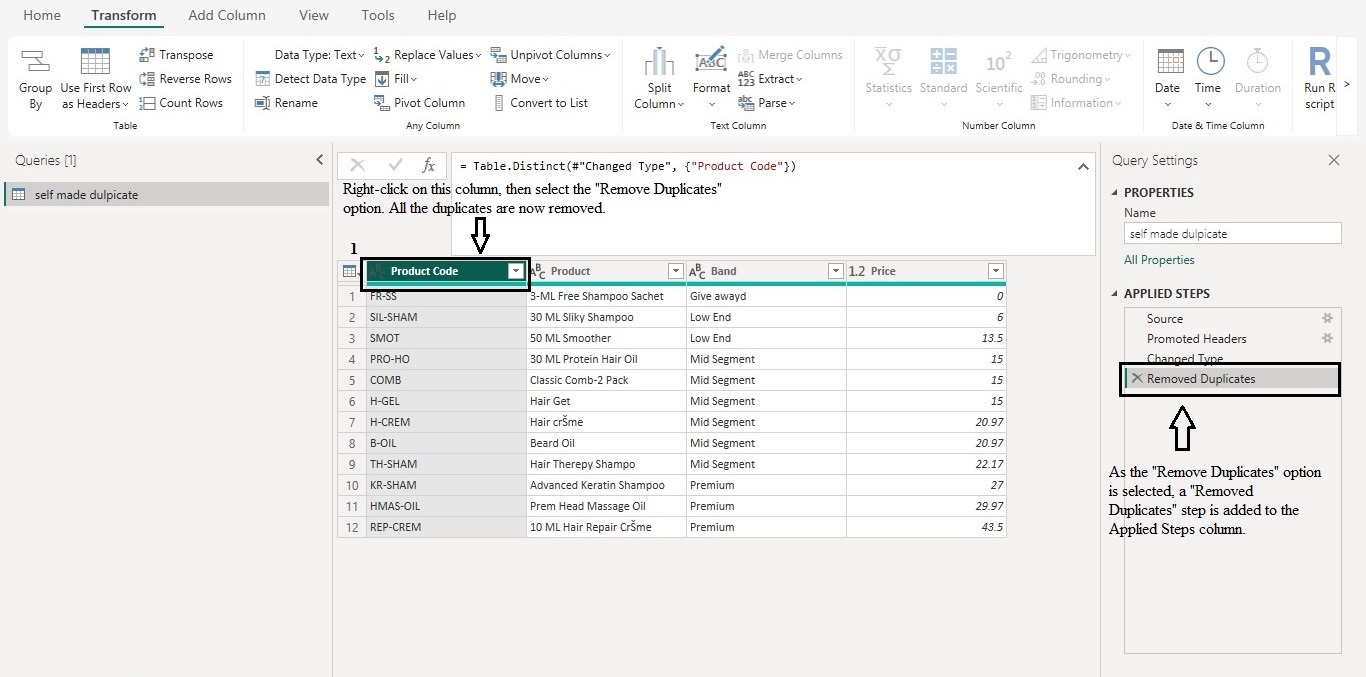 Home Transform Add Column View Tools Help
Group By
Use First Row as Headers
Transpose
Reverse Rows
Count Rows
Table
Data Type: Text
Detect Data Type
Rename
Replace Values
Fill
Pivot Column
Unpivot Columns
Move
Convert to List
Any Column
Split Column
Format
Merge Columns
Extract
Parse
Text Column
Statistics
Standard
Scientific
Trigonometry
Rounding
Information
Number Column
Date
Time
Duration
Date & Time Column
Run R script
Queries [1]
self made dulpicate
= Table.Distinct(#"Changed Type", {"Product Code"})
Right-click on this column, then select the "Remove Duplicates"
option. All the duplicates are now removed.
1
Product Code Product Band 1.2 Price
1 FR-SS 3-ML Free Shampoo Sachet Give awayd 0
2 SIL-SHAM 30 ML Sliky Shampoo Low End 6
3 SMOT 50 ML Smoother Low End 13.5
4 PRO-HO 30 ML Protein Hair Oil Mid Segment 15
5 COMB Classic Comb-2 Pack Mid Segment 15
6 H-GEL Hair Get Mid Segment 15
7 H-CREM Hair crŠme Mid Segment 20.97
8 B-OIL Beard Oil Mid Segment 20.97
9 TH-SHAM Hair Therepy Shampo Mid Segment 22.17
10 KR-SHAM Advanced Keratin Shampoo Premium 27
11 HMAS-OIL Prem Head Massage Oil Premium 29.97
12 REP-CREM 10 ML Hair Repair CrŠme Premium 43.5
Query Settings
PROPERTIES
Name
self made dulpicate
All Properties
APPLIED STEPS
Source
Promoted Headers
Changed Type
Removed Duplicates
As the "Remove Duplicates" option
is selected, a "Removed
Duplicates" step is added to the
Applied Steps column.